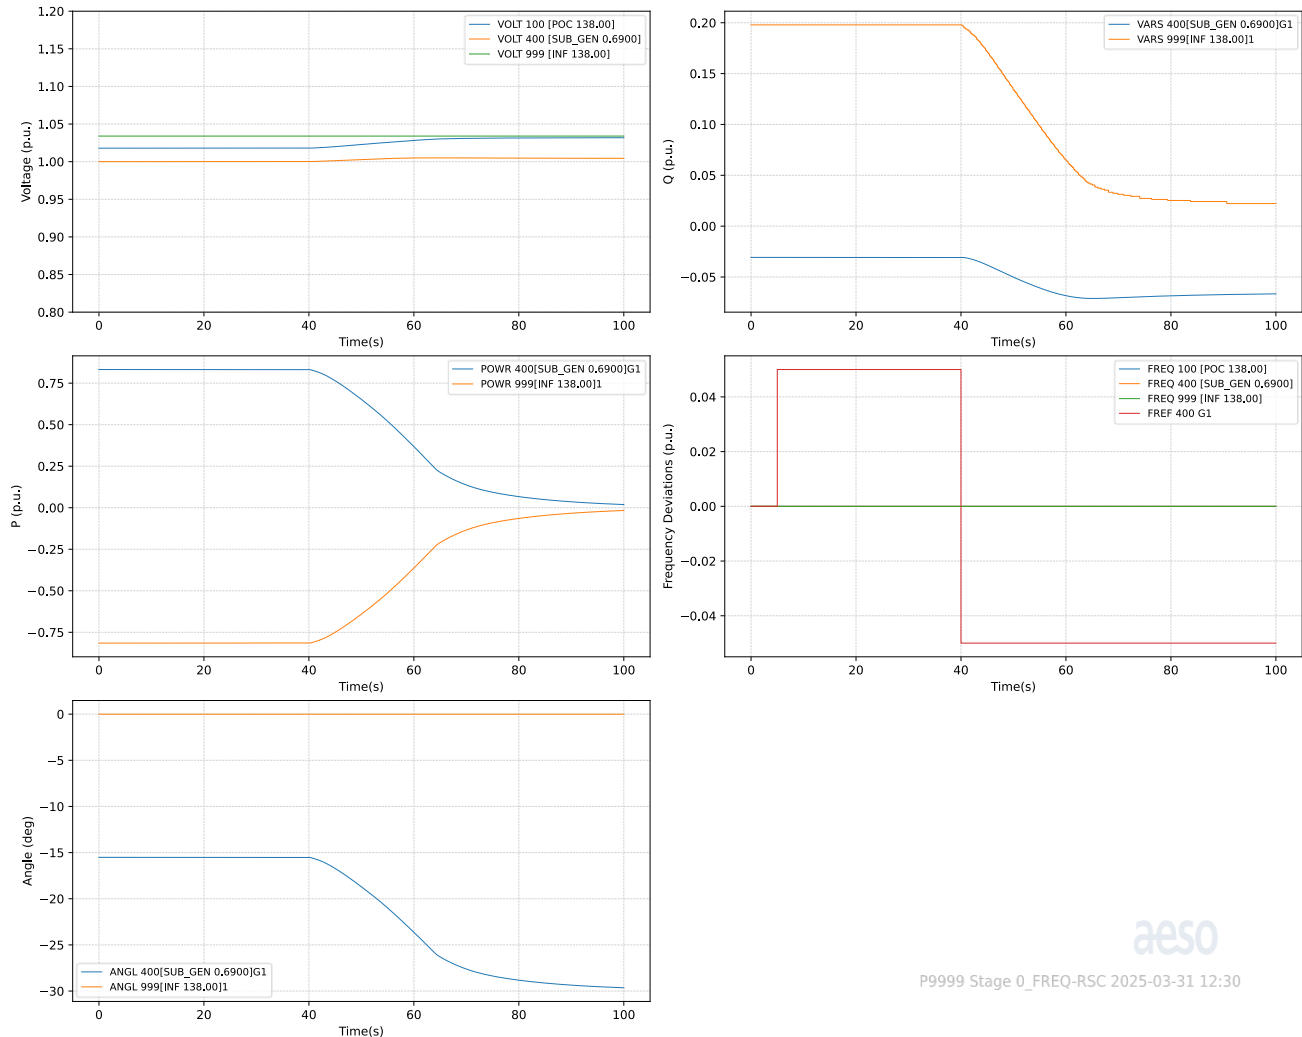 1.20
1.15
1.10
1.05
1.00
0.95
0.90
0.85
0.80
Voltage (p.u.)
VOLT 100 [POC 138.00]
VOLT 400 [SUB_GEN 0.6900]
VOLT 999 [INF 138.00]
0 20 40 60 80 100
Time(s)
0.20
0.15
0.10
0.05
0.00
−0.05
Q (p.u.)
VARS 400[SUB_GEN 0.6900]G1
VARS 999[INF 138.00]1
0 20 40 60 80 100
Time(s)
0.75
0.50
0.25
0.00
−0.25
−0.50
−0.75
P (p.u.)
POWR 400[SUB_GEN 0.6900]G1
POWR 999[INF 138.00]1
0 20 40 60 80 100
Time(s)
0.04
0.02
0.00
−0.02
−0.04
Frequency Deviations (p.u.)
FREQ 100 [POC 138.00]
FREQ 400 [SUB_GEN 0.6900]
FREQ 999 [INF 138.00]
FREF 400 G1
0 20 40 60 80 100
Time(s)
0
−5
−10
−15
−20
−25
−30
Angle (deg)
ANGL 400[SUB_GEN 0.6900]G1
ANGL 999[INF 138.00]1
0 20 40 60 80 100
Time(s)
aeso
P9999 Stage 0_FREQ-RSC 2025-03-31 12:30